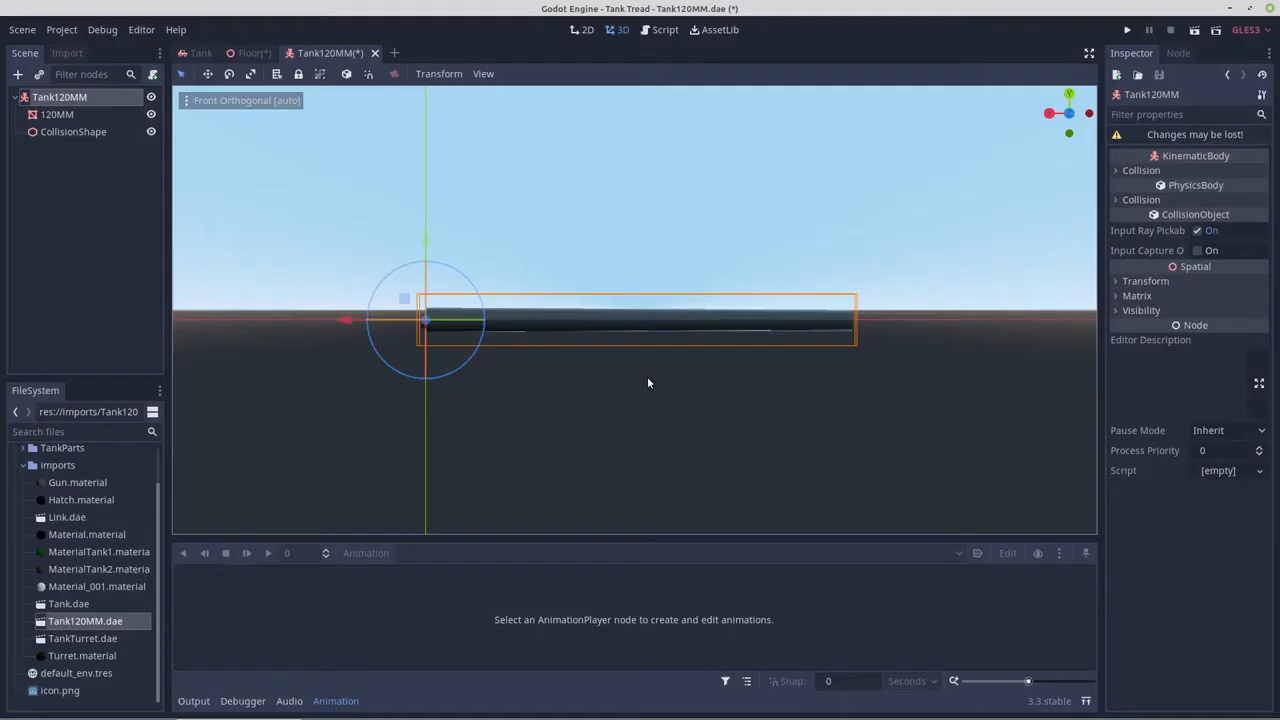 Godot Engine - Tank Tread - Tank120MM.dae (*)
Scene Project Debug Editor Help
2D 3D Script AssetLib
GLES3
Scene Import
Tank Floor(*) Tank120MM(*)
Inspector Node
Filter nodes
Transform View
Tank120MM
120MM
CollisionShape
Front Orthogonal [auto]
Y
Z
Tank120MM
Filter properties
Changes may be lost!
KinematicBody
Collision
PhysicsBody
Collision
CollisionObject
Input Ray Pickab On
Input Capture O On
Spatial
Transform
Matrix
Visibility
Node
Editor Description
Pause Mode Inherit
Process Priority 0
Script [empty]
FileSystem
res://imports/Tank120
Search files
TankParts
imports
Gun.material
Hatch.material
Link.dae
Material.material
MaterialTank1.materia
MaterialTank2.materia
Material_001.material
Tank.dae
Tank120MM.dae
TankTurret.dae
Turret.material
default_env.tres
icon.png
0 Animation Edit
Select an AnimationPlayer node to create and edit animations.
Snap: 0 Seconds
Output Debugger Audio Animation
3.3.stable